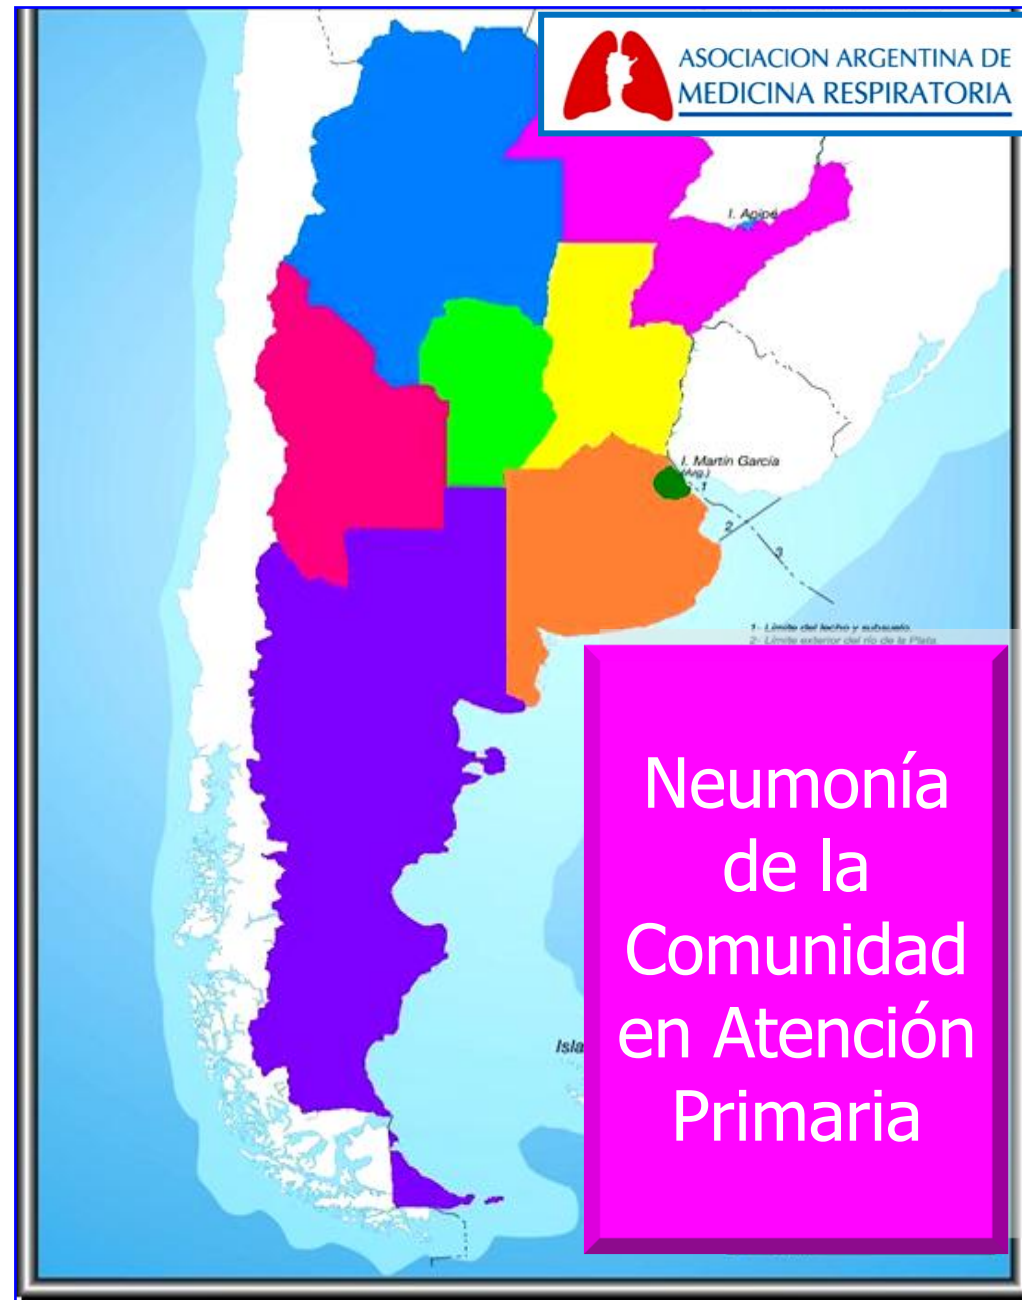 ASOCIACION ARGENTINA DE
MEDICINA RESPIRATORIA
I. Apipé
I. Martín García
(Arg.)
1
2
3
1- Límite del lecho y subsuelo.
2- Límite exterior del río de la Plata.
Isla
Neumonía
de la
Comunidad
en Atención
Primaria